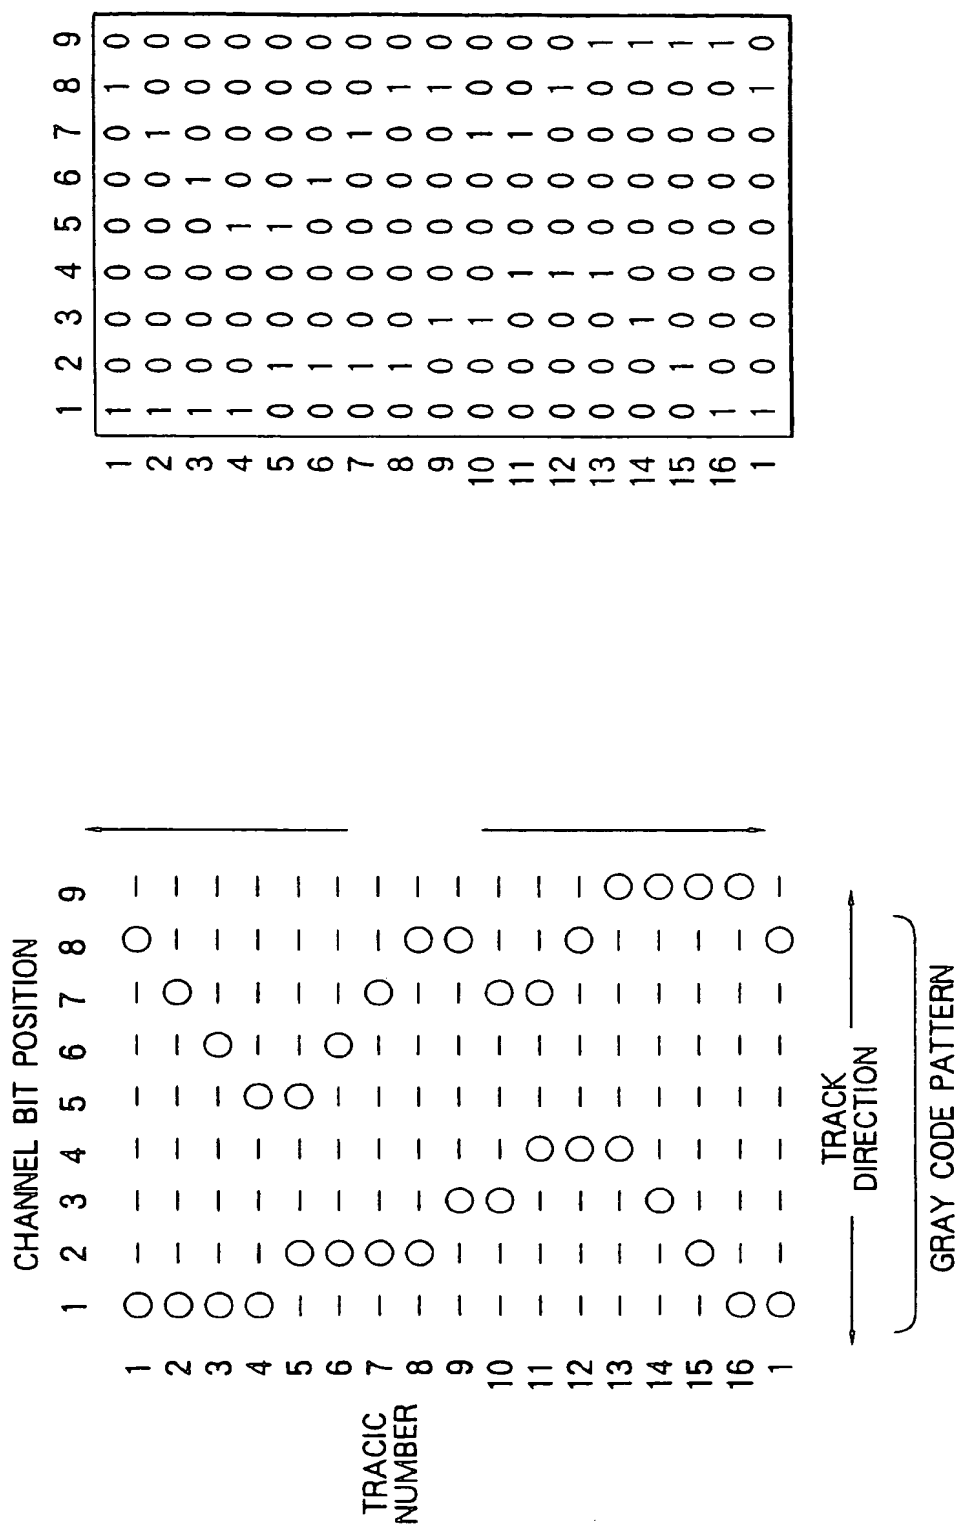 CHANNEL BIT POSITION
1 2 3 4 5 6 7 8 9
1 O – – – – – – O –
2 O – – – – – O – –
3 O – – – – O – – –
4 O – – – O – – – –
5 – O – – O – – – –
6 – O – – – O – – –
TRACIC
NUMBER
7 – O – – – – O – –
8 – O – – – – – O –
9 – – O – – – – O –
10 – – O – – – O – –
11 – – – O – – O – –
12 – – – O – – – O –
13 – – – O – – – – O
14 – – O – – – – – O
15 – O – – – – – – O
16 O – – – – – – – O
1 O – – – – – – O –
TRACK
DIRECTION
GRAY CODE PATTERN
1 2 3 4 5 6 7 8 9
1 1 0 0 0 0 0 0 1 0
2 1 0 0 0 0 0 1 0 0
3 1 0 0 0 0 1 0 0 0
4 1 0 0 0 1 0 0 0 0
5 0 1 0 0 1 0 0 0 0
6 0 1 0 0 0 1 0 0 0
7 0 1 0 0 0 0 1 0 0
8 0 1 0 0 0 0 0 1 0
9 0 0 1 0 0 0 0 1 0
10 0 0 1 0 0 0 1 0 0
11 0 0 0 1 0 0 1 0 0
12 0 0 0 1 0 0 0 1 0
13 0 0 0 1 0 0 0 0 1
14 0 0 1 0 0 0 0 0 1
15 0 1 0 0 0 0 0 0 1
16 1 0 0 0 0 0 0 0 1
1 1 0 0 0 0 0 0 1 0